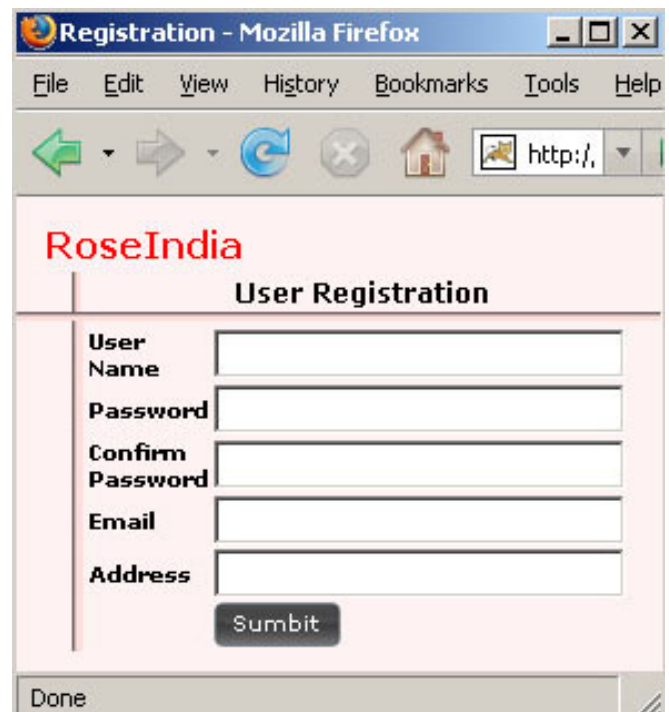 Registration - Mozilla Firefox
File Edit View History Bookmarks Tools Help
http:/,
RoseIndia
User Registration
User
Name
Password
Confirm
Password
Email
Address
Sumbit
Done